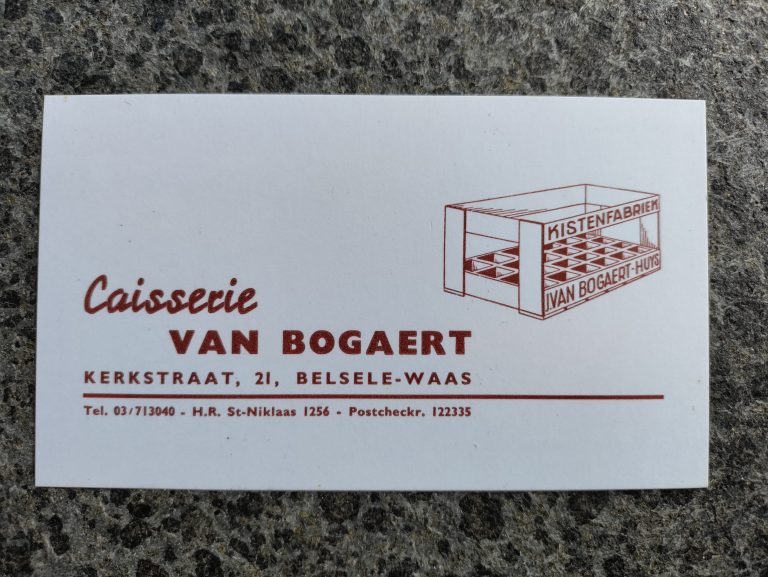 KISTENFABRIEK
J.VAN BOGAERT-HUYS
Caisserie
VAN BOGAERT
KERKSTRAAT, 21, BELSELE-WAAS
Tel. 03/713040 - H.R. St-Niklaas 1256 - Postcheckr. 122335